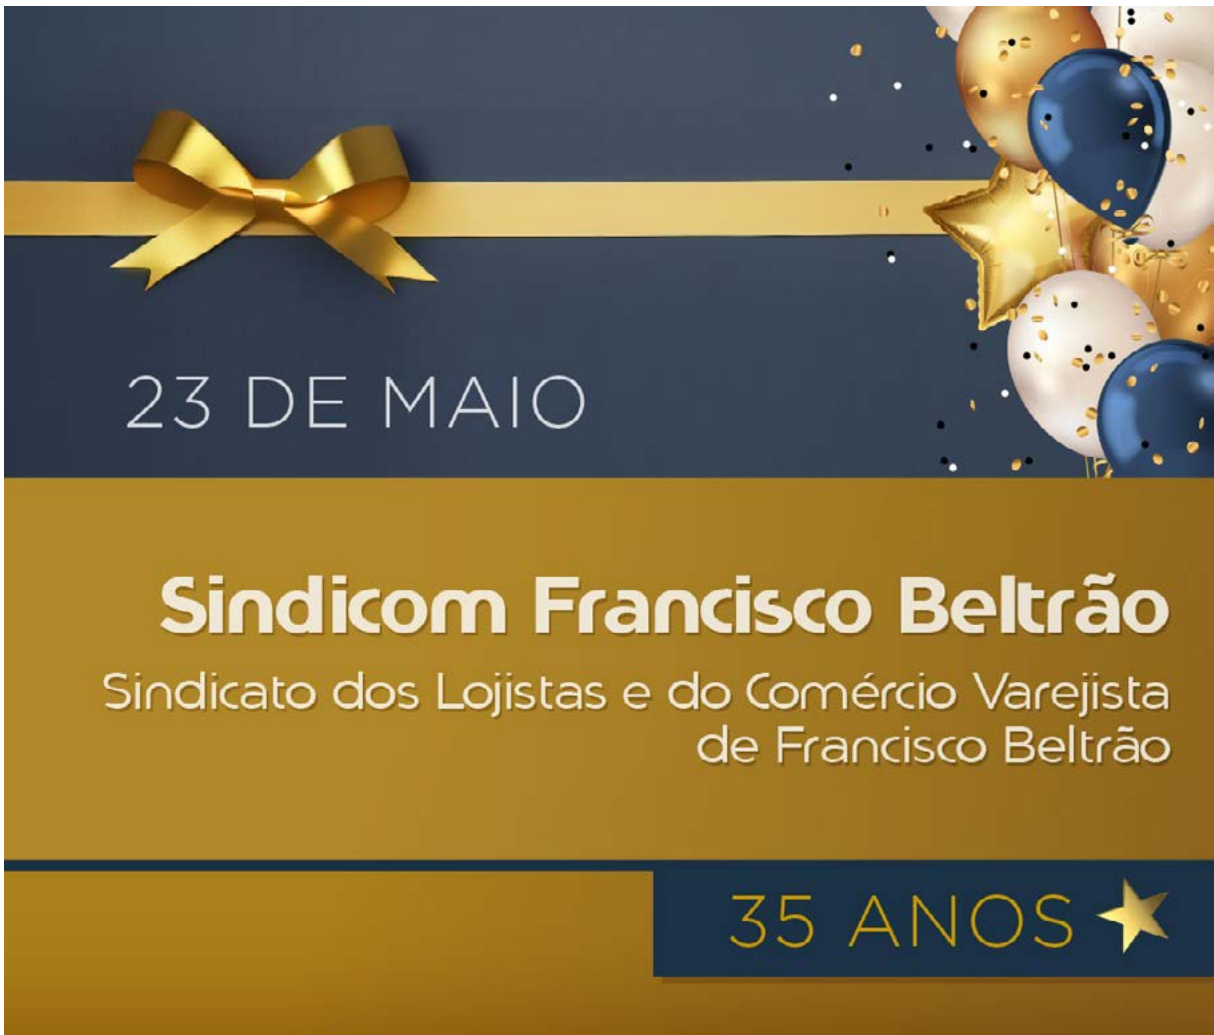 23 DE MAIO
Sindicom Francisco Beltrão
Sindicato dos Lojistas e do Comércio Varejista
de Francisco Beltrão
35 ANOS